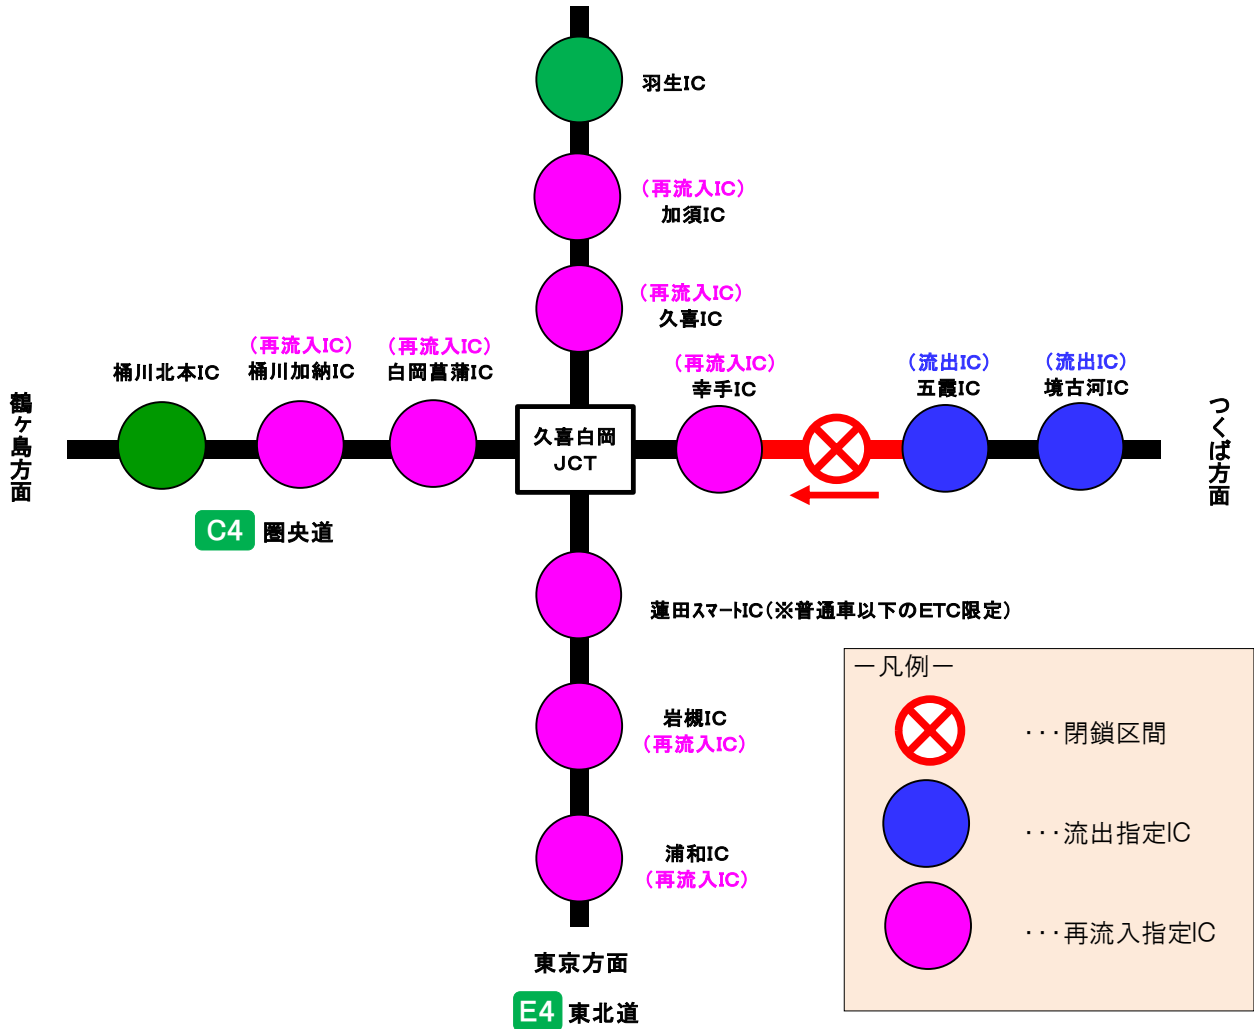 羽生IC
（再流入IC）
加須IC
（再流入IC）
久喜IC
桶川北本IC
（再流入IC）
桶川加納IC
（再流入IC）
白岡菖蒲IC
（再流入IC）
幸手IC
（流出IC）
五霞IC
（流出IC）
境古河IC
鶴ヶ島方面
久喜白岡
JCT
つくば方面
C4 圏央道
蓮田スマートIC（※普通車以下のETC限定）
岩槻IC
（再流入IC）
浦和IC
（再流入IC）
東京方面
E4 東北道
－凡例－
・・・閉鎖区間
・・・流出指定IC
・・・再流入指定IC